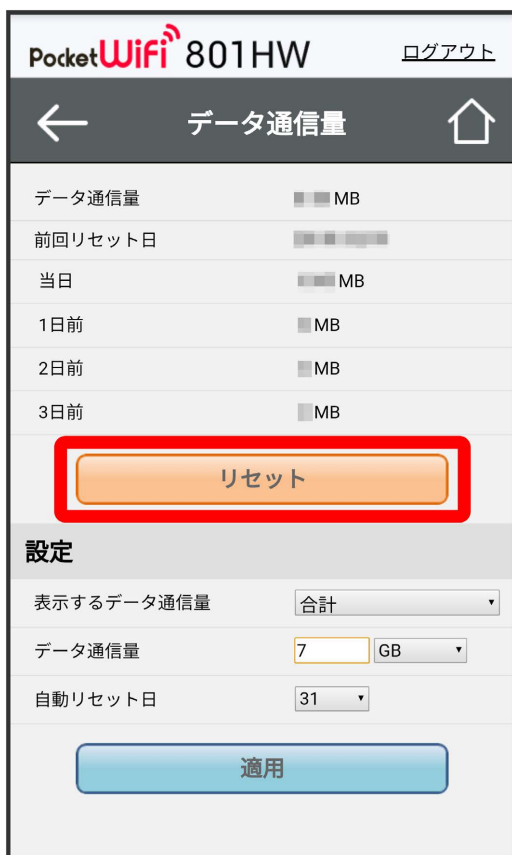 PocketWiFi 801HW ログアウト
データ通信量
データ通信量 MB
前回リセット日
当日 MB
1日前 MB
2日前 MB
3日前 MB
リセット
設定
表示するデータ通信量 合計
データ通信量 7 GB
自動リセット日 31
適用